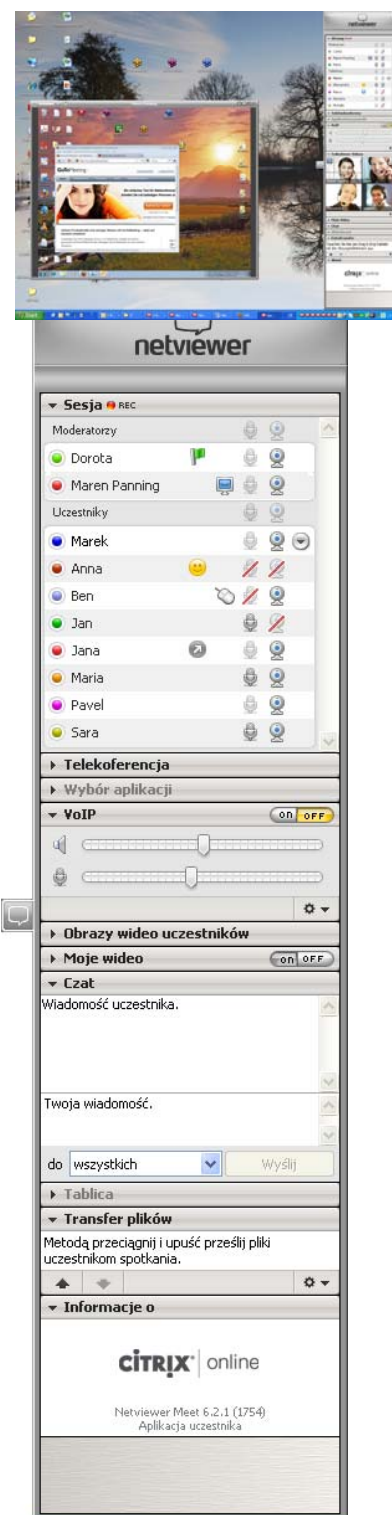 netviewer
Sesja REC
Moderatorzy
Dorota
Maren Panning
Uczestniky
Marek
Anna
Ben
Jan
Jana
Maria
Pavel
Sara
Telekoferencja
Wybór aplikacji
VoIP on OFF
Obrazy wideo uczestników
Moje wideo on OFF
Czat
Wiadomość uczestnika.
Twoja wiadomość.
do wszystkich Wyślij
Tablica
Transfer plików
Metodą przeciągnij i upuść prześlij pliki
uczestnikom spotkania.
Informacje o
CITRIX online
Netviewer Meet 6.2.1 (1754)
Aplikacja uczestnika